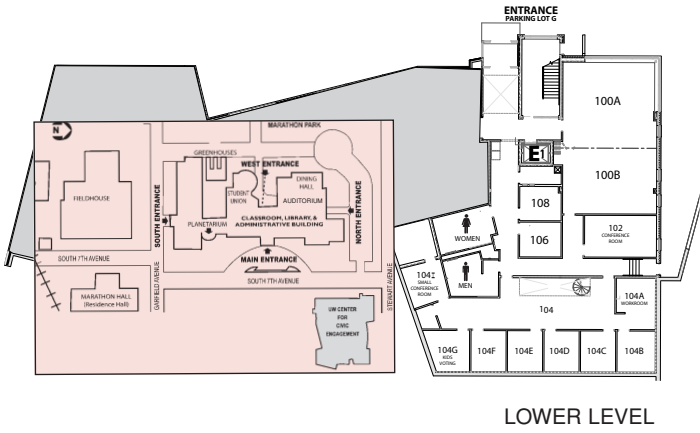 ENTRANCE
PARKING LOT G
100A
E1
100B
108
106
102
CONFERENCE
ROOM
WOMEN
MEN
104I
SMALL
CONFERENCE
ROOM
104
104A
WORKROOM
104G
KIDS
VOTING
104F
104E
104D
104C
104B
N
MARATHON PARK
GREENHOUSES
WEST ENTRANCE
DINING
HALL
FIELDHOUSE
STUDENT
UNION
AUDITORIUM
SOUTH ENTRANCE
PLANETARIUM
CLASSROOM, LIBRARY, &
ADMINISTRATIVE BUILDING
NORTH ENTRANCE
MAIN ENTRANCE
SOUTH 7TH AVENUE
SOUTH 7TH AVENUE
GARFIELD AVENUE
STEWART AVENUE
MARATHON HALL
(Residence Hall)
UW CENTER
FOR
CIVIC
ENGAGEMENT
LOWER LEVEL